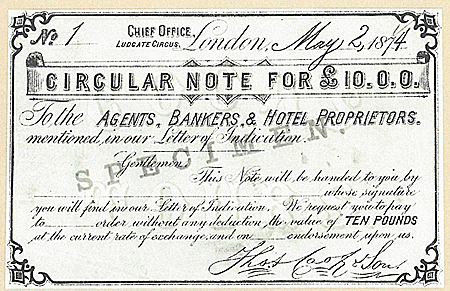 No 1 CHIEF OFFICE, LUDGATE CIRCUS, London, May 2, 1874
CIRCULAR NOTE FOR £10.0.0.
To the AGENTS, BANKERS, & HOTEL PROPRIETORS.
mentioned, in our Letter of Indication.
SPECIMEN.
Gentlemen.
This Note will be handed to you, by
whose signature
you will find in our Letter of Indication. We request you to pay
to order without any deduction the value of TEN POUNDS
at the current rate of exchange, and on endorsement upon us.
Thos Cook & Son.